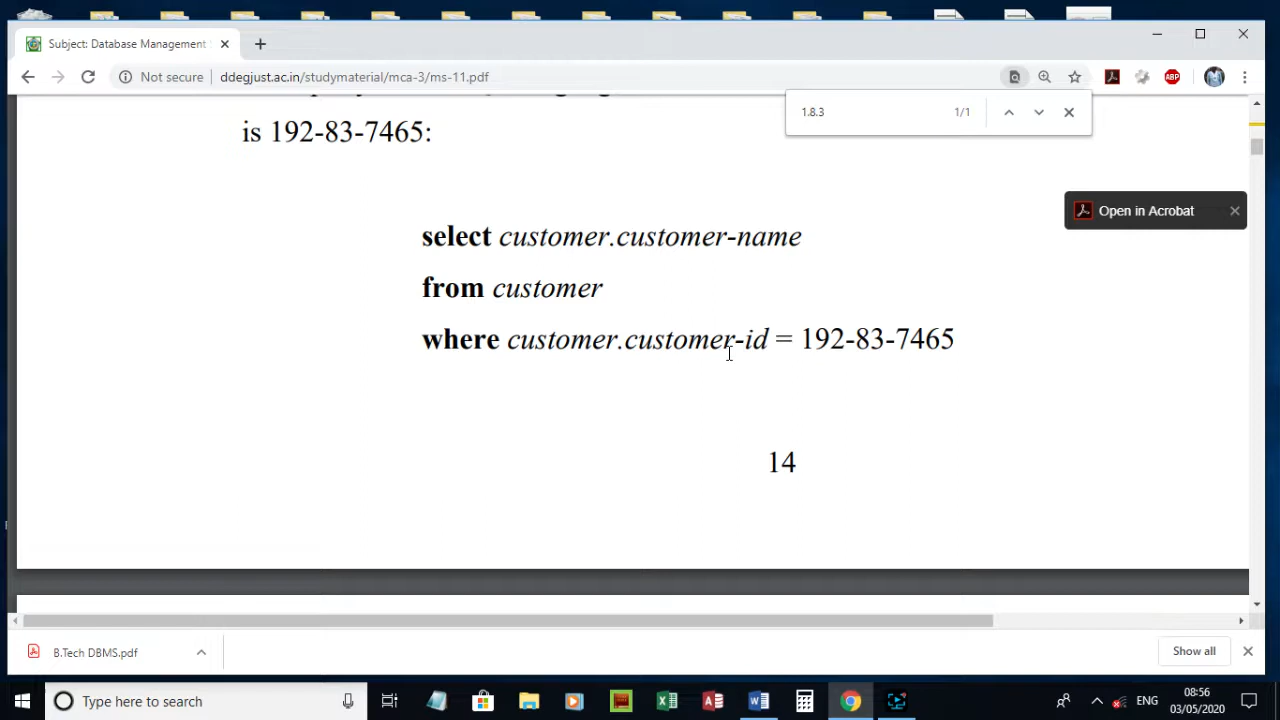 Subject: Database Management
Not secure
ddegjust.ac.in/studymaterial/mca-3/ms-11.pdf
ABP
1.8.3
1/1
is 192-83-7465:
Open in Acrobat
select customer.customer-name
from customer
where customer.customer-id = 192-83-7465
14
B.Tech DBMS.pdf
Show all
Type here to search
ENG
08:56
03/05/2020